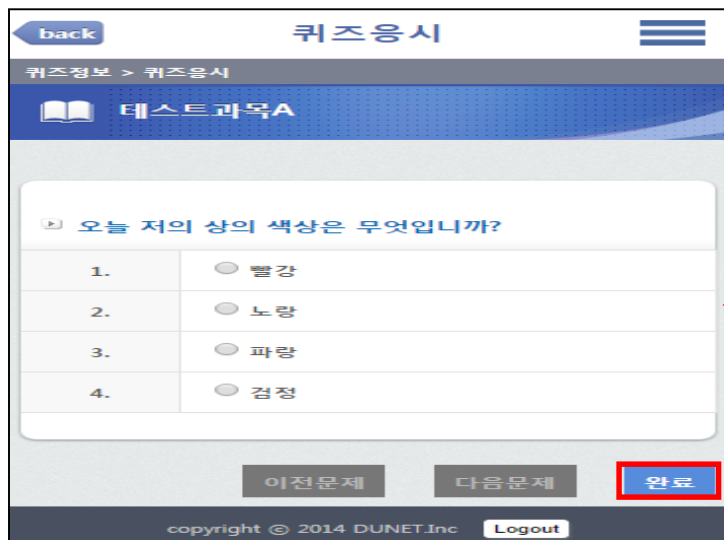 back 퀴즈응시
퀴즈정보 > 퀴즈응시
테스트과목A
오늘 저의 상의 색상은 무엇입니까?
1. 빨강
2. 노랑
3. 파랑
4. 검정
이전문제 다음문제 완료
copyright ⓒ 2014 DUNET.Inc Logout